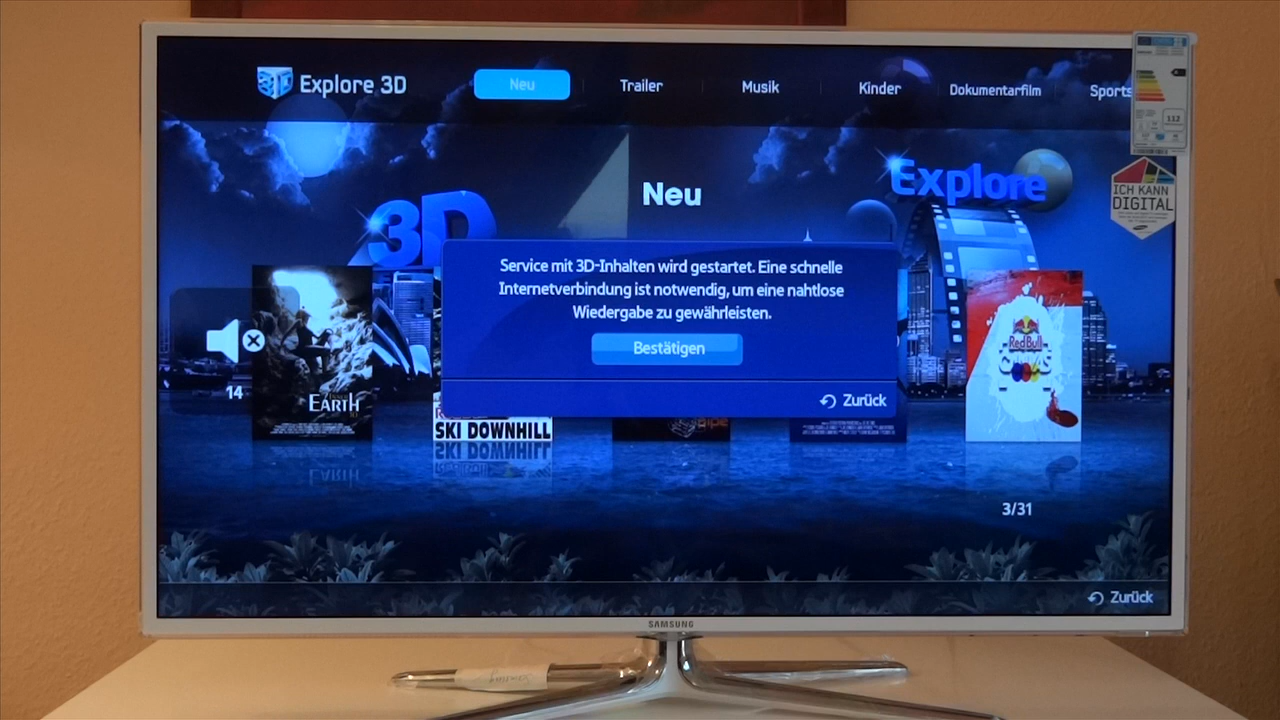 Explore 3D
Neu
Trailer
Musik
Kinder
Dokumentarfilm
Sports
112
ICH KANN
DIGITAL
Neu
3D
Explore
Service mit 3D-Inhalten wird gestartet. Eine schnelle
Internetverbindung ist notwendig, um eine nahtlose
Wiedergabe zu gewährleisten.
Bestätigen
Zurück
14
EARTH
SKI DOWNHILL
RedBull
3/31
Zurück
SAMSUNG